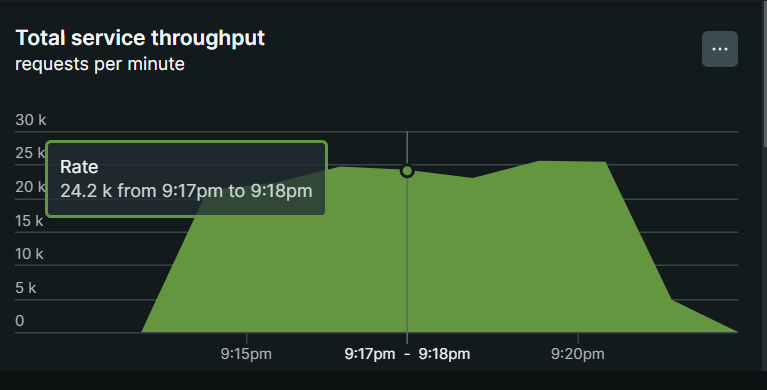 Total service throughput
requests per minute
...
30 k
25 k
Rate
24.2 k from 9:17pm to 9:18pm
20 k
15 k
10 k
5 k
0
9:15pm
9:17pm - 9:18pm
9:20pm